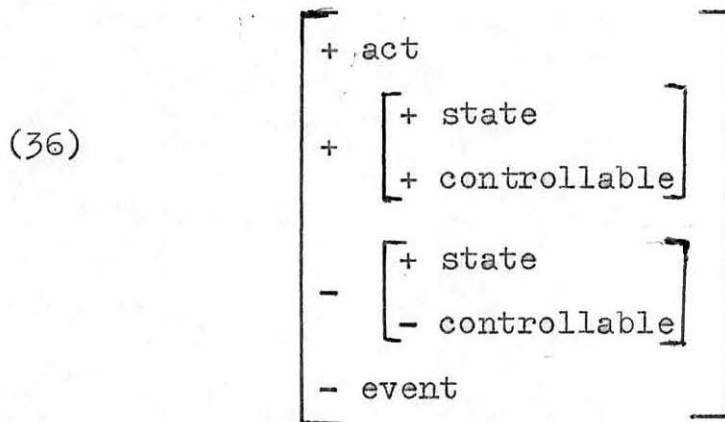 + act
+ state
(36) +
+ controllable
+ state
-
- controllable
- event